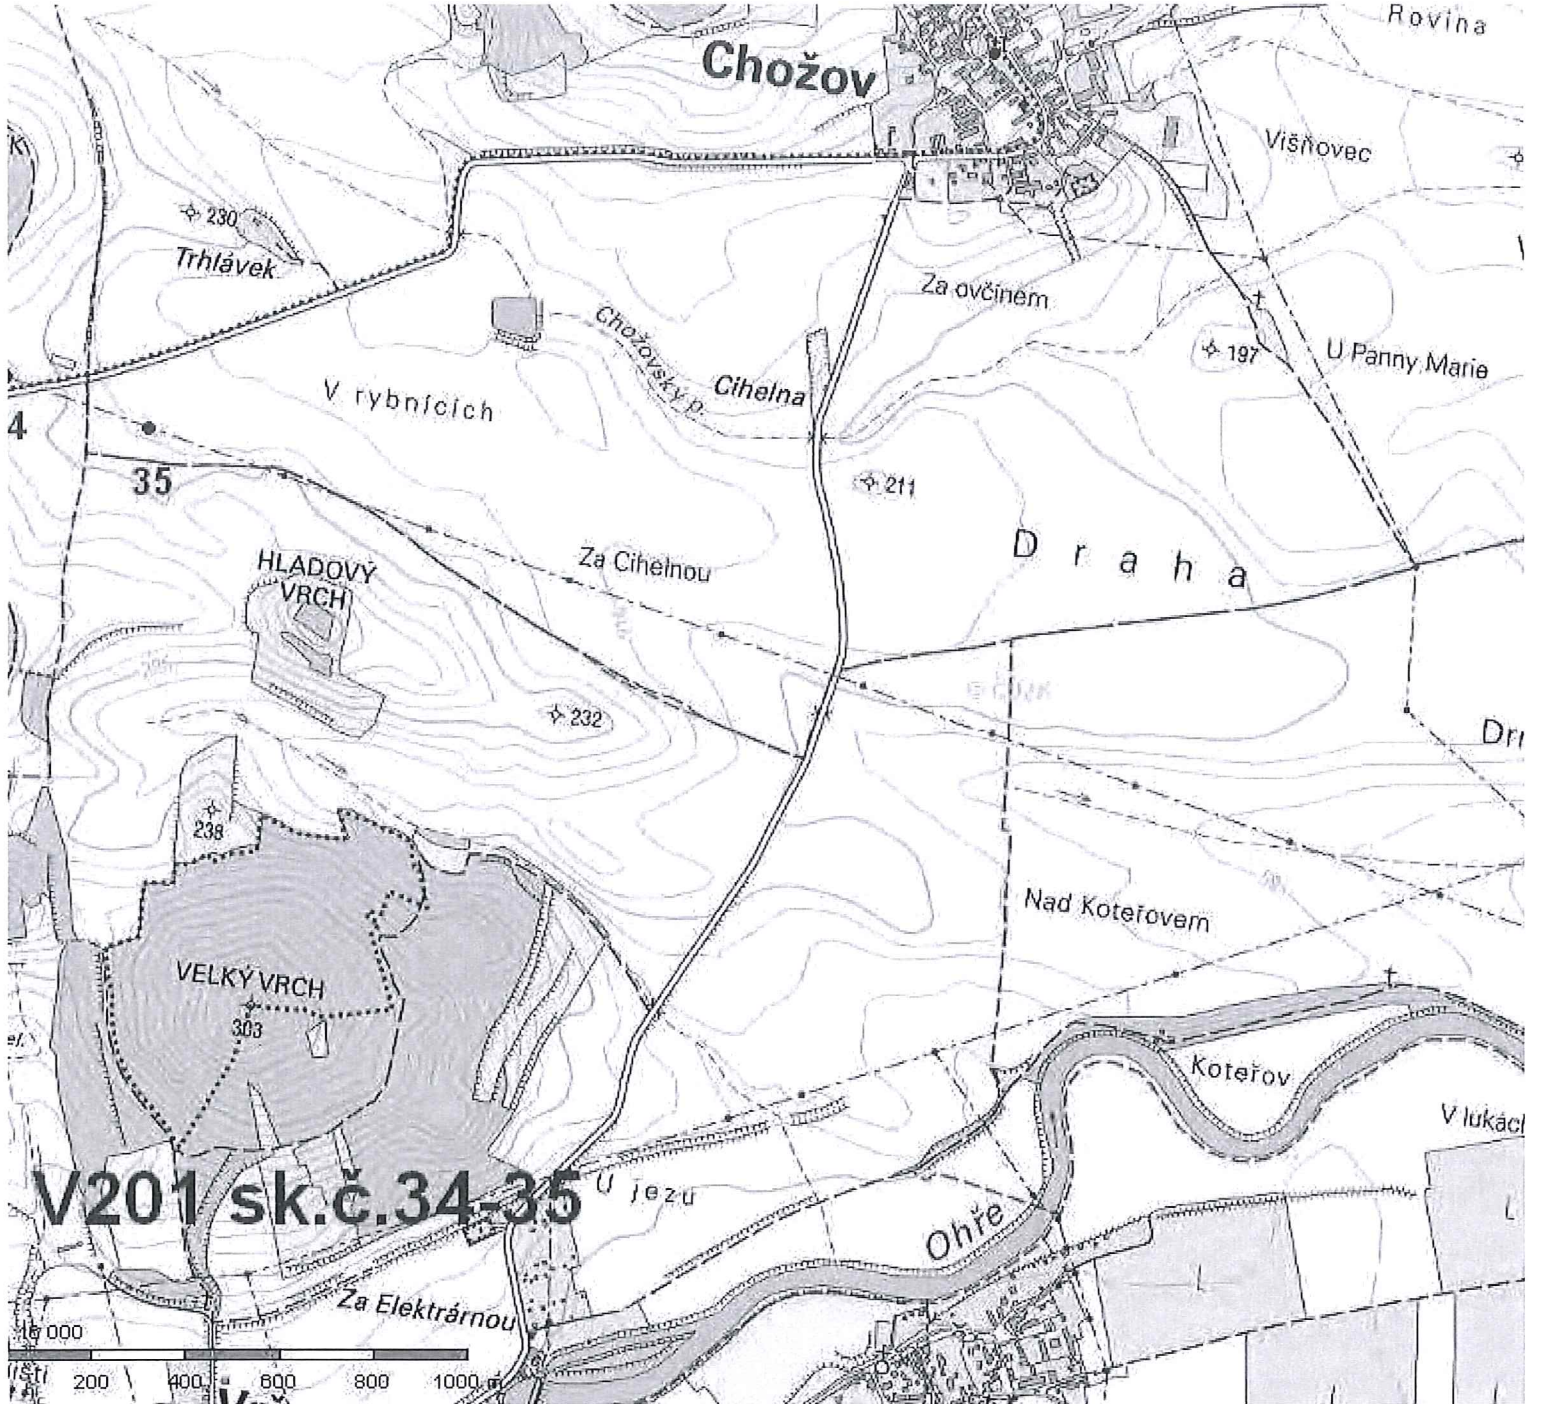 Rovina
Chožov
Višňovec
K
230
Trhlávek
Za ovčínem
Chožovský p.
197
U Panny Marie
V rybnících
Cihelna
4
35
211
Draha
HLADOVÝ
VRCH
Za Cihelnou
232
Drn
238
Nad Koteřovem
VELKÝ VRCH
303
Koteřov
V lukách
V201 sk.č.34-35
U jezu
Ohře
L
L
Za Elektrárnou
10 000
200 400 600 800 1000 m